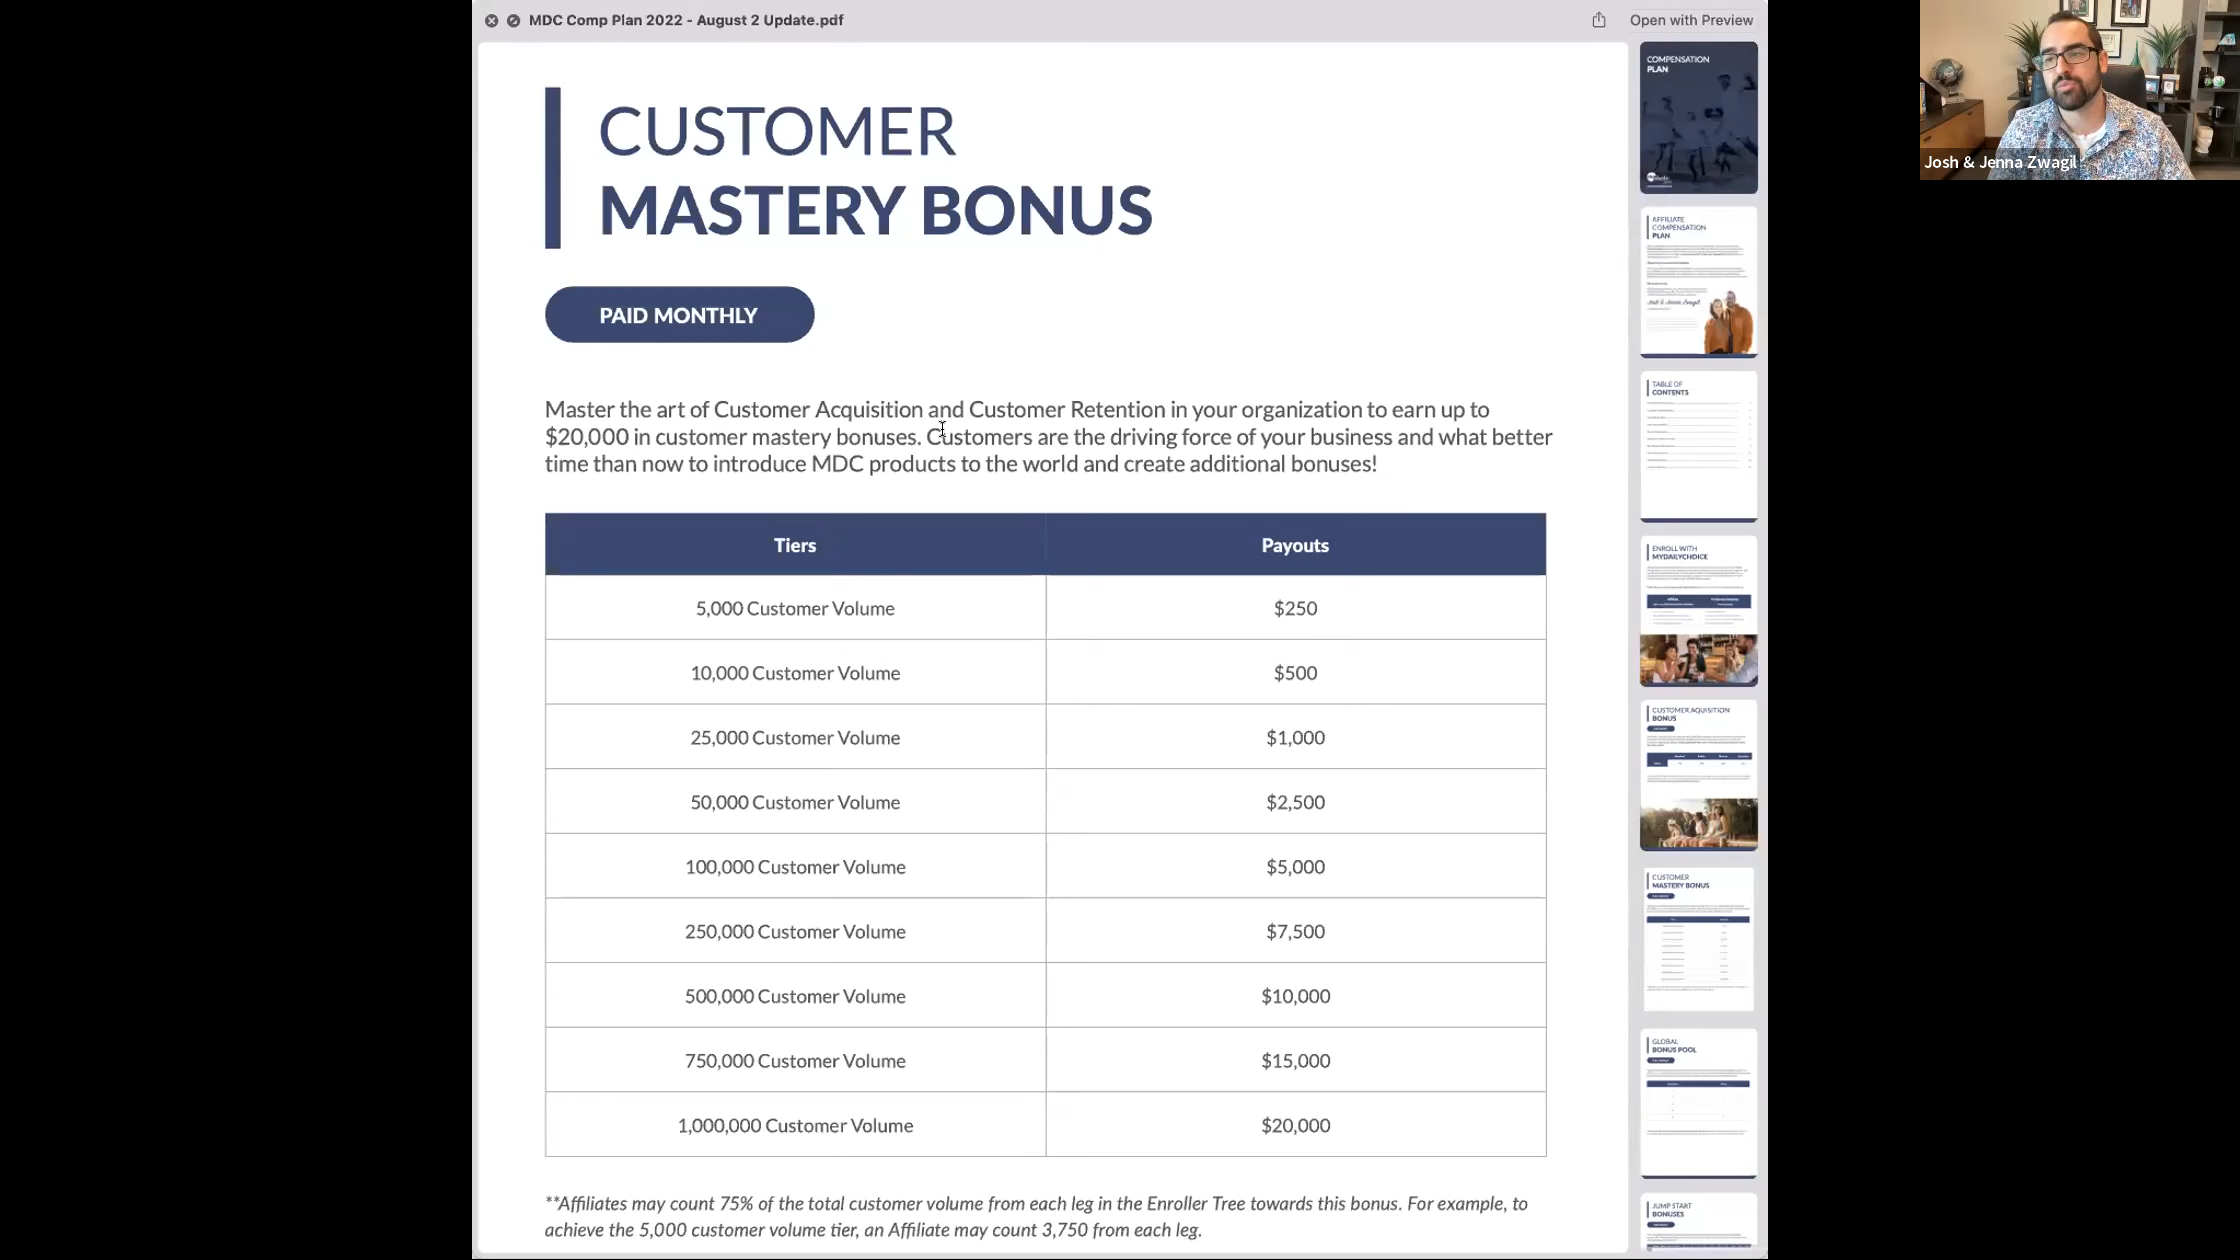 MDC Comp Plan 2022 - August 2 Update.pdf
Open with Preview
CUSTOMER
MASTERY BONUS
PAID MONTHLY
Master the art of Customer Acquisition and Customer Retention in your organization to earn up to
$20,000 in customer mastery bonuses. Customers are the driving force of your business and what better
time than now to introduce MDC products to the world and create additional bonuses!
Tiers Payouts
5,000 Customer Volume $250
10,000 Customer Volume $500
25,000 Customer Volume $1,000
50,000 Customer Volume $2,500
100,000 Customer Volume $5,000
250,000 Customer Volume $7,500
500,000 Customer Volume $10,000
750,000 Customer Volume $15,000
1,000,000 Customer Volume $20,000
**Affiliates may count 75% of the total customer volume from each leg in the Enroller Tree towards this bonus. For example, to
achieve the 5,000 customer volume tier, an Affiliate may count 3,750 from each leg.
COMPENSATION
PLAN
AFFILIATE
COMPENSATION
PLAN
TABLE OF
CONTENTS
ENROLL WITH
MYDAILYCHOICE
CUSTOMER AQUISITION
BONUS
CUSTOMER
MASTERY BONUS
GLOBAL
BONUS POOL
JUMP START
BONUSES
Josh & Jenna Zwagil